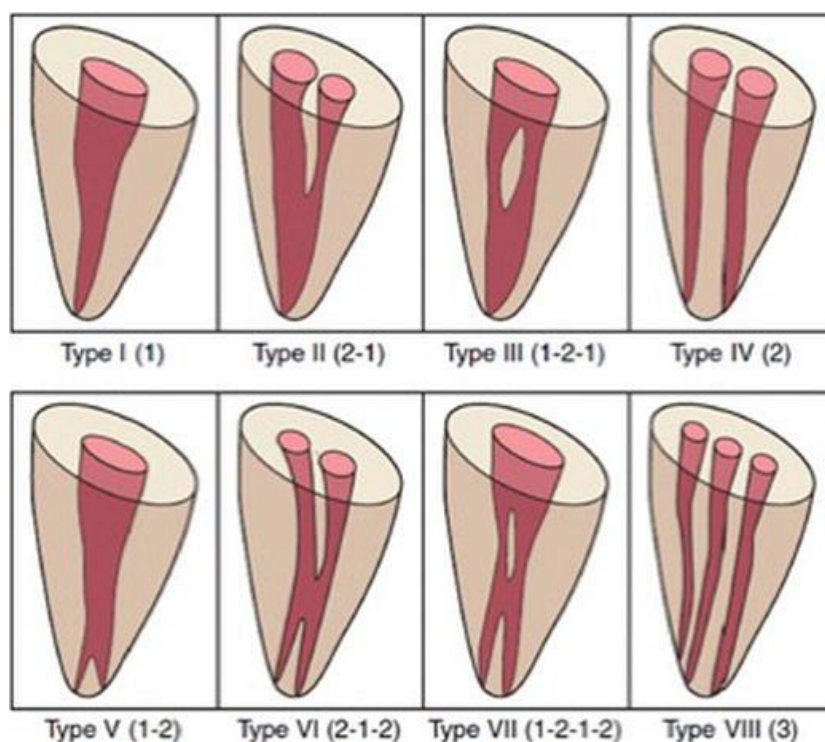 Type I (1)
Type II (2-1)
Type III (1-2-1)
Type IV (2)
Type V (1-2)
Type VI (2-1-2)
Type VII (1-2-1-2)
Type VIII (3)